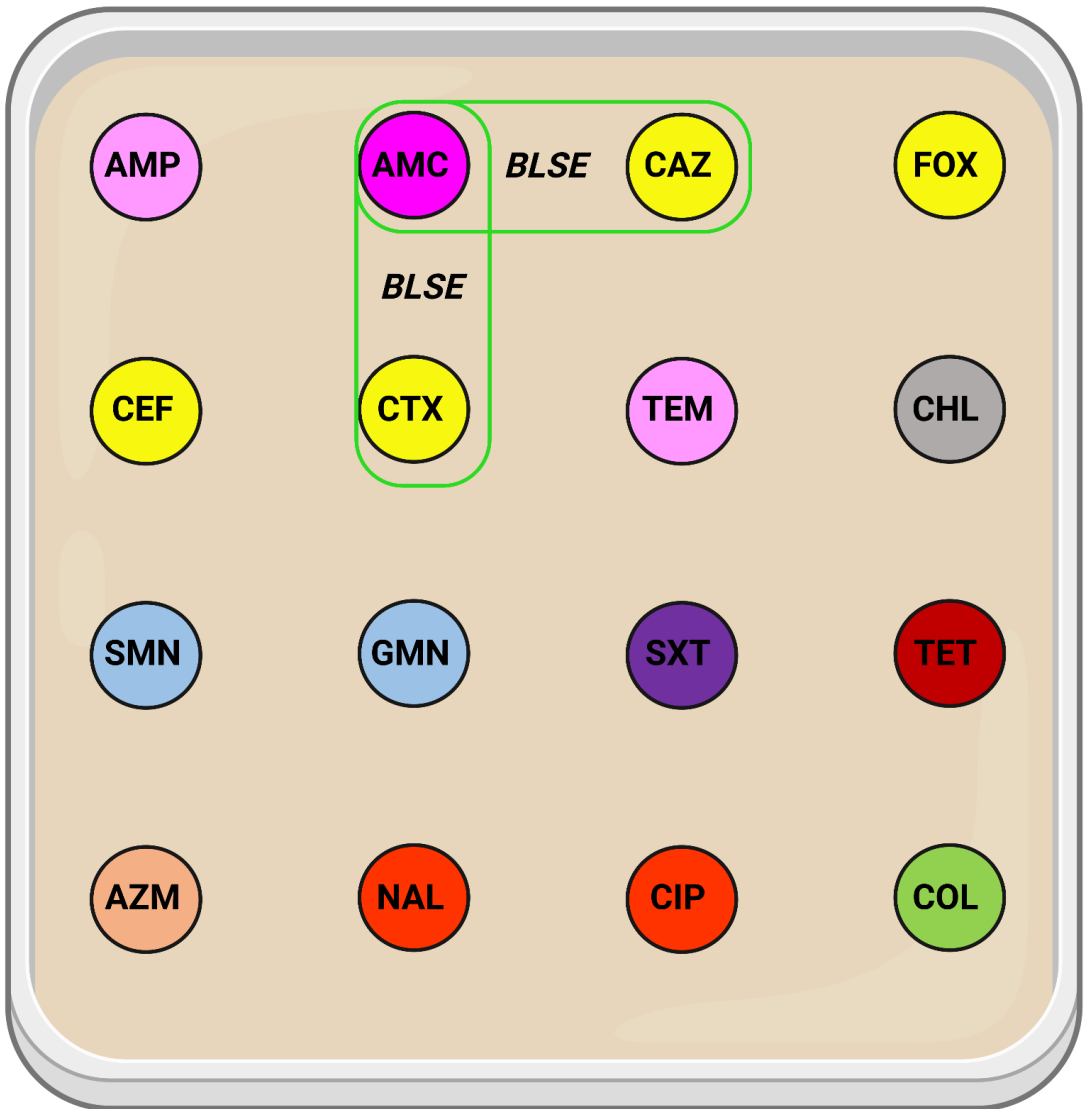 AMP
AMC
BLSE
CAZ
FOX
BLSE
CEF
CTX
TEM
CHL
SMN
GMN
SXT
TET
AZM
NAL
CIP
COL